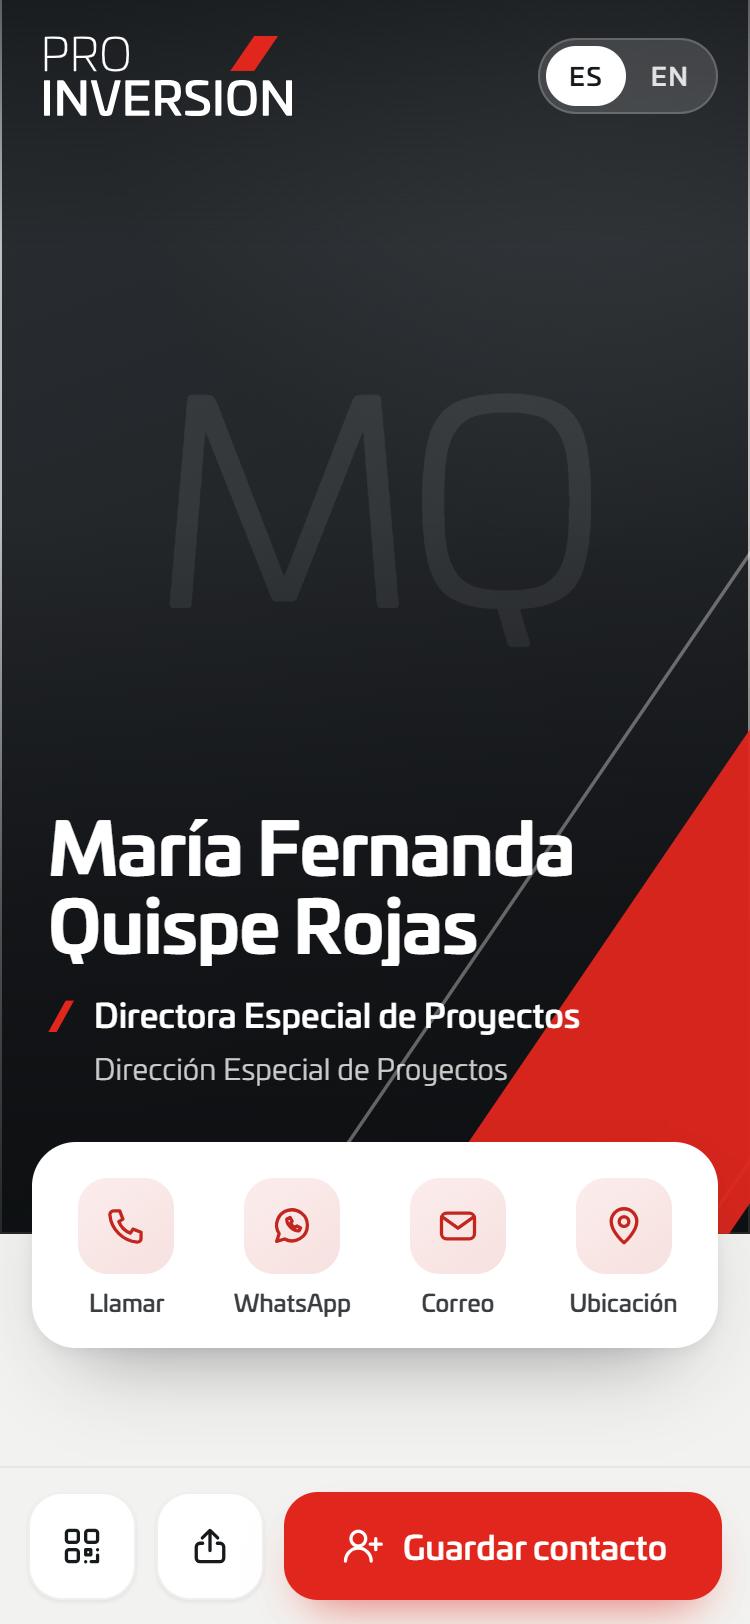 PRO
INVERSION
ES EN
MQ
María Fernanda
Quispe Rojas
Directora Especial de Proyectos
Dirección Especial de Proyectos
Llamar WhatsApp Correo Ubicación
Guardar contacto